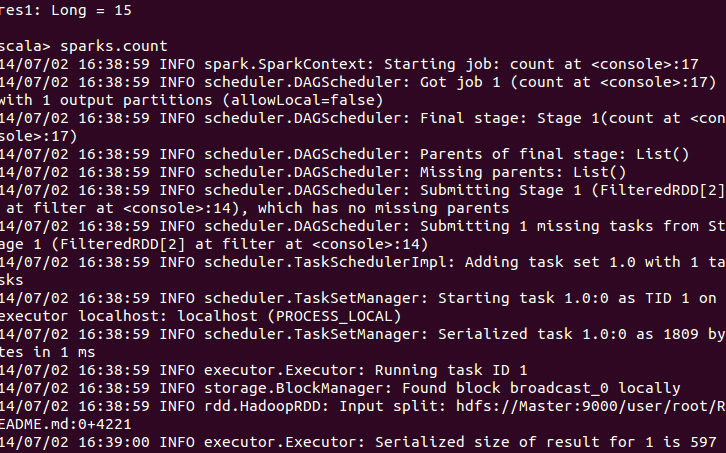 res1: Long = 15
scala> sparks.count
14/07/02 16:38:59 INFO spark.SparkContext: Starting job: count at <console>:17
14/07/02 16:38:59 INFO scheduler.DAGScheduler: Got job 1 (count at <console>:17)
with 1 output partitions (allowLocal=false)
14/07/02 16:38:59 INFO scheduler.DAGScheduler: Final stage: Stage 1(count at <con
sole>:17)
14/07/02 16:38:59 INFO scheduler.DAGScheduler: Parents of final stage: List()
14/07/02 16:38:59 INFO scheduler.DAGScheduler: Missing parents: List()
14/07/02 16:38:59 INFO scheduler.DAGScheduler: Submitting Stage 1 (FilteredRDD[2]
 at filter at <console>:14), which has no missing parents
14/07/02 16:38:59 INFO scheduler.DAGScheduler: Submitting 1 missing tasks from St
age 1 (FilteredRDD[2] at filter at <console>:14)
14/07/02 16:38:59 INFO scheduler.TaskSchedulerImpl: Adding task set 1.0 with 1 ta
sks
14/07/02 16:38:59 INFO scheduler.TaskSetManager: Starting task 1.0:0 as TID 1 on
executor localhost: localhost (PROCESS_LOCAL)
14/07/02 16:38:59 INFO scheduler.TaskSetManager: Serialized task 1.0:0 as 1809 by
tes in 1 ms
14/07/02 16:38:59 INFO executor.Executor: Running task ID 1
14/07/02 16:38:59 INFO storage.BlockManager: Found block broadcast_0 locally
14/07/02 16:38:59 INFO rdd.HadoopRDD: Input split: hdfs://Master:9000/user/root/R
EADME.md:0+4221
14/07/02 16:39:00 INFO executor.Executor: Serialized size of result for 1 is 597